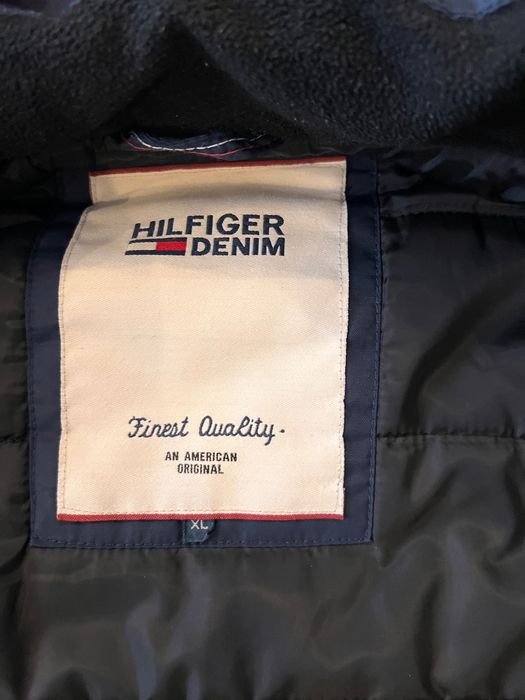 HILFIGER
DENIM
Finest Quality.
AN AMERICAN
ORIGINAL
XL